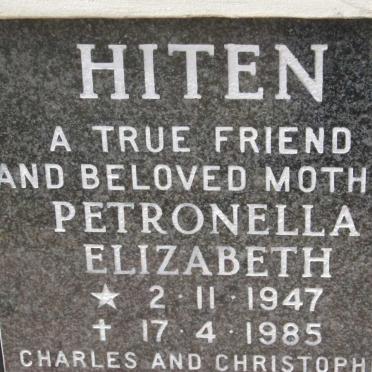 HITEN
A TRUE FRIEND
AND BELOVED MOTH
PETRONELLA
ELIZABETH
★ 2·11·1947
✝ 17·4·1985
CHARLES AND CHRISTOPH